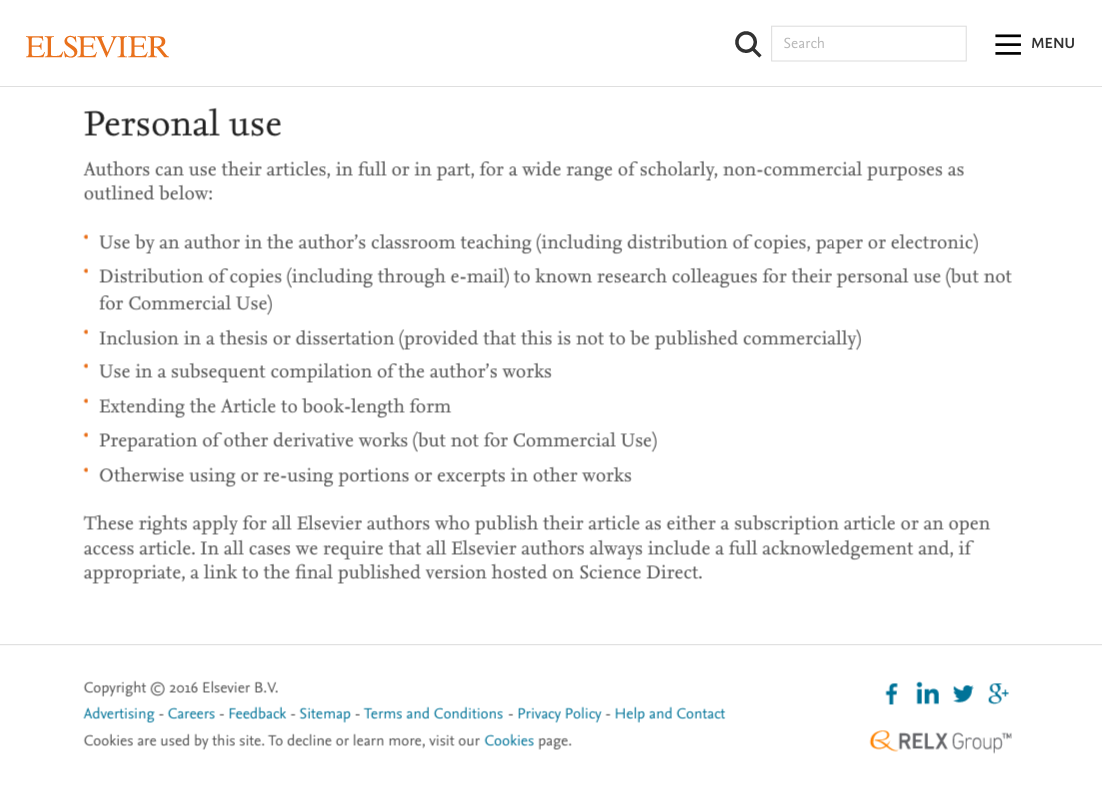 ELSEVIER
Search
MENU
Personal use
Authors can use their articles, in full or in part, for a wide range of scholarly, non-commercial purposes as
outlined below:
• Use by an author in the author's classroom teaching (including distribution of copies, paper or electronic)
• Distribution of copies (including through e-mail) to known research colleagues for their personal use (but not
for Commercial Use)
• Inclusion in a thesis or dissertation (provided that this is not to be published commercially)
• Use in a subsequent compilation of the author's works
• Extending the Article to book-length form
• Preparation of other derivative works (but not for Commercial Use)
• Otherwise using or re-using portions or excerpts in other works
These rights apply for all Elsevier authors who publish their article as either a subscription article or an open
access article. In all cases we require that all Elsevier authors always include a full acknowledgement and, if
appropriate, a link to the final published version hosted on Science Direct.
Copyright © 2016 Elsevier B.V.
Advertising - Careers - Feedback - Sitemap - Terms and Conditions - Privacy Policy - Help and Contact
Cookies are used by this site. To decline or learn more, visit our Cookies page.
RELX Group™